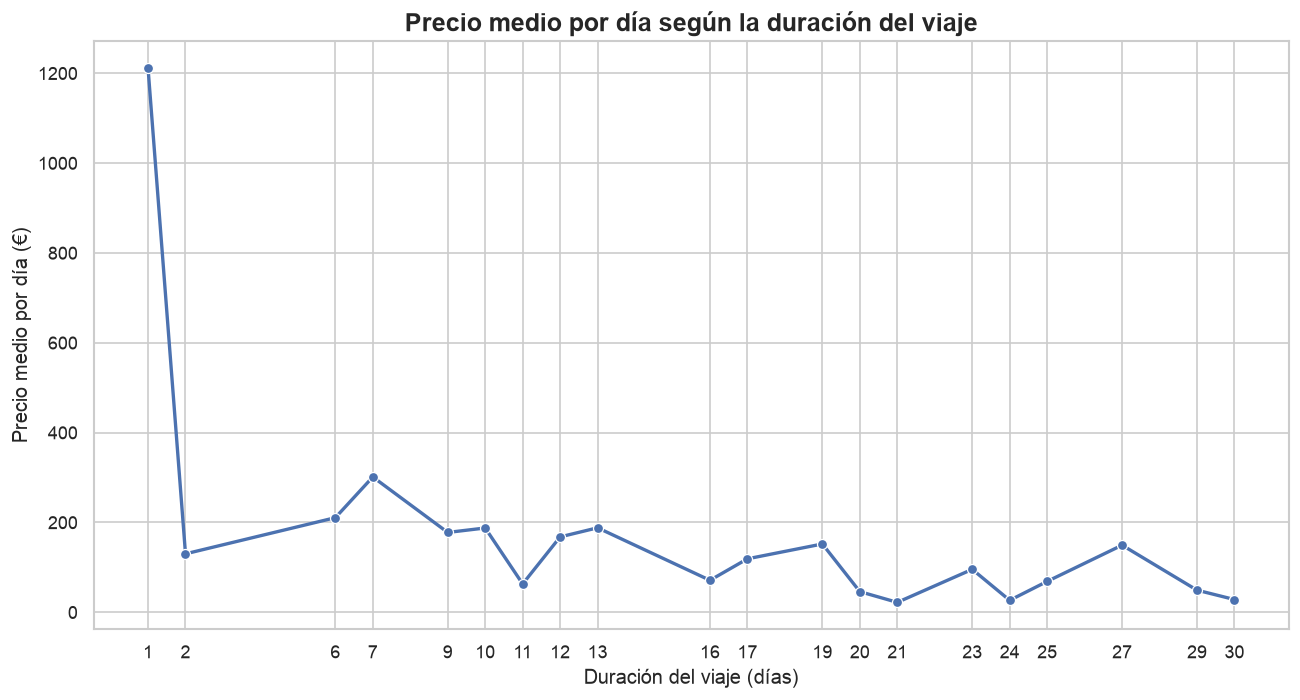 Precio medio por día según la duración del viaje
Precio medio por día (€)
1200
1000
800
600
400
200
0
1 2 6 7 9 10 11 12 13 16 17 19 20 21 23 24 25 27 29 30
Duración del viaje (días)